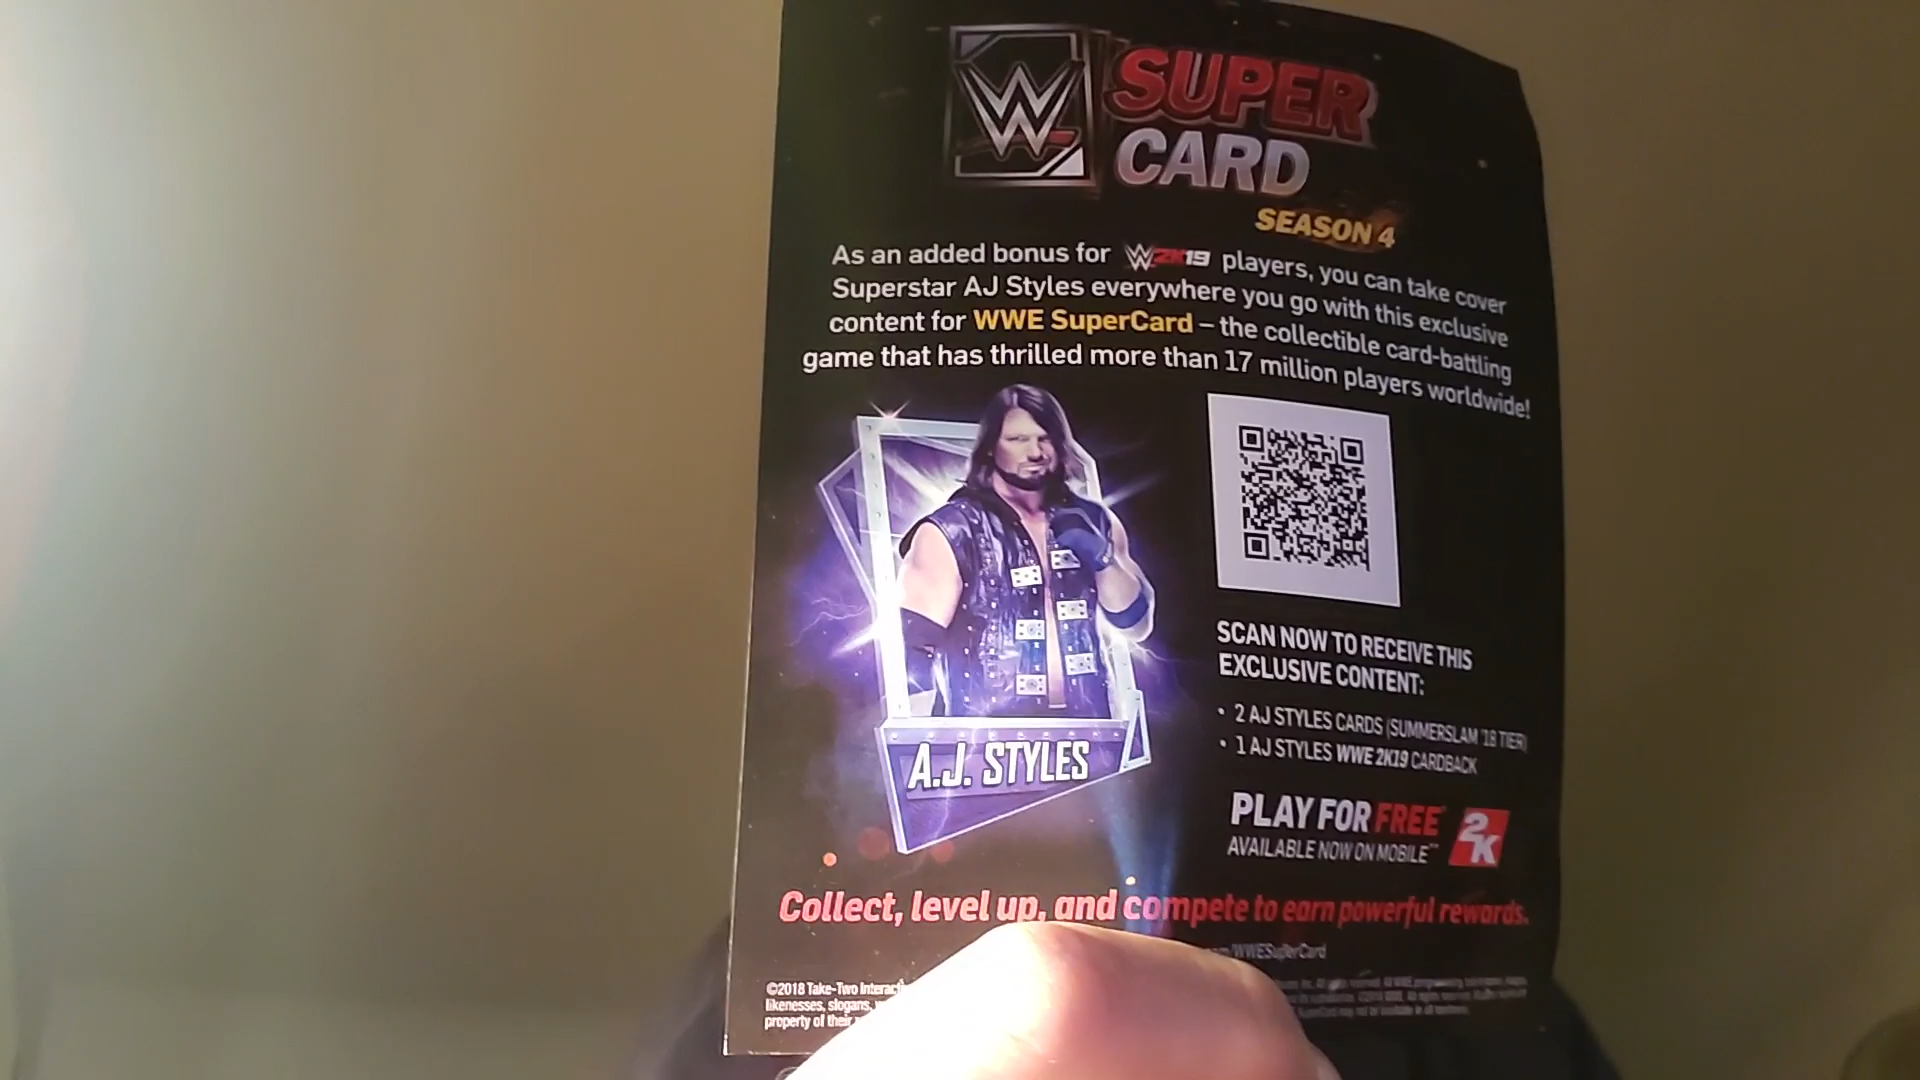 W
SUPER
CARD
SEASON 4
As an added bonus for W2K19 players, you can take cover
Superstar AJ Styles everywhere you go with this exclusive
content for WWE SuperCard – the collectible card-battling
game that has thrilled more than 17 million players worldwide!
A.J. STYLES
SCAN NOW TO RECEIVE THIS
EXCLUSIVE CONTENT:
• 2 AJ STYLES CARDS (SUMMERSLAM '18 TIER)
• 1 AJ STYLES WWE 2K19 CARDBACK
PLAY FOR FREE*
AVAILABLE NOW ON MOBILE**
2K
Collect, level up, and compete to earn powerful rewards.
/WWESuperCard
©2018 Take-Two Interacti
likenesses, slogans,
property of their